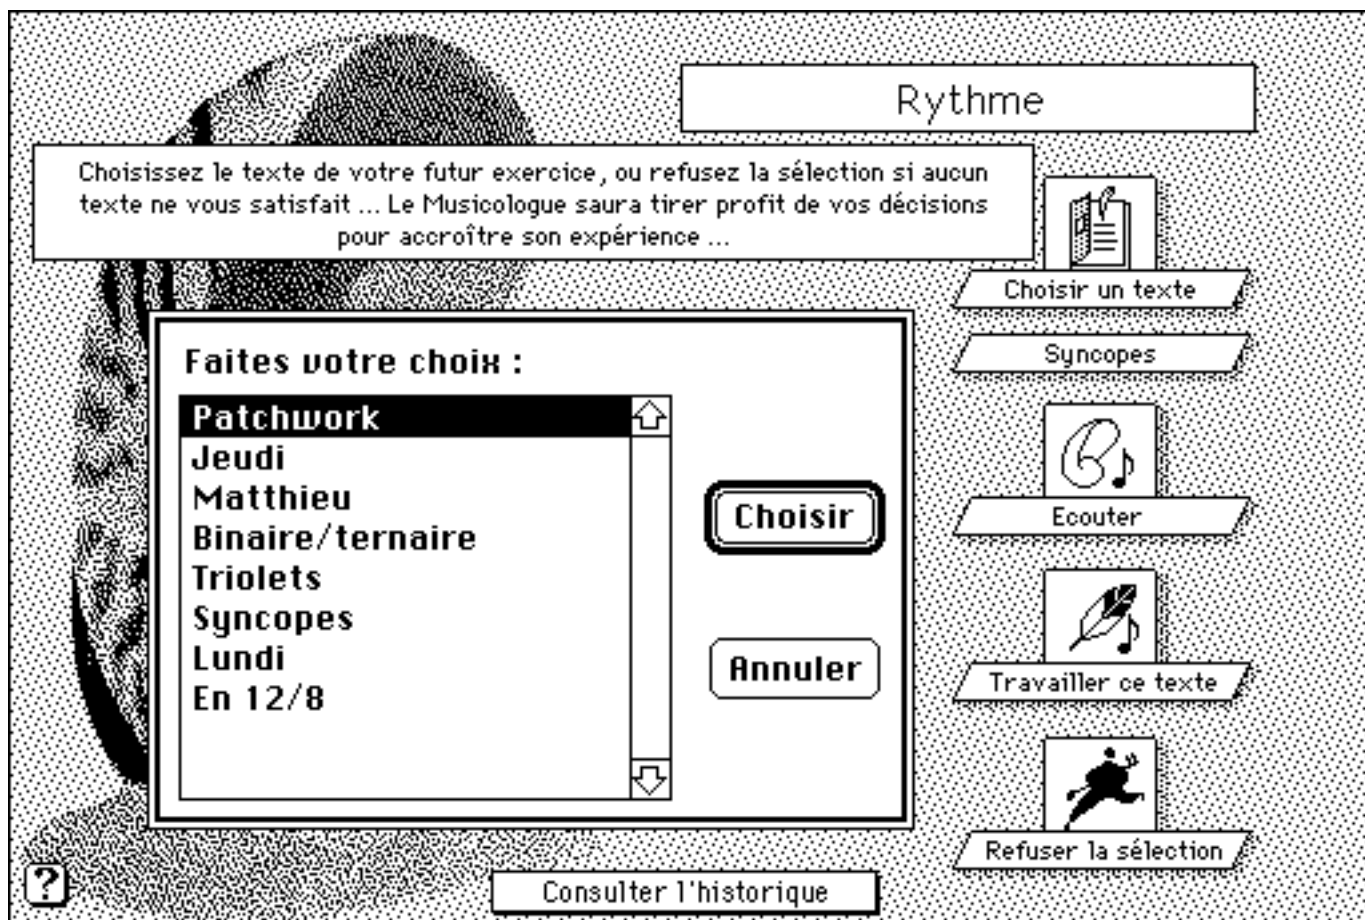 Rythme
Choisissez le texte de votre futur exercice, ou refusez la sélection si aucun
texte ne vous satisfait ... Le Musicologue saura tirer profit de vos décisions
pour accroître son expérience ...
Choisir un texte
Syncopes
Ecouter
Travailler ce texte
Refuser la sélection
Faites votre choix :
Patchwork
Jeudi
Matthieu
Binaire/ternaire
Triolets
Syncopes
Lundi
En 12/8
Choisir
Annuler
?
Consulter l'historique